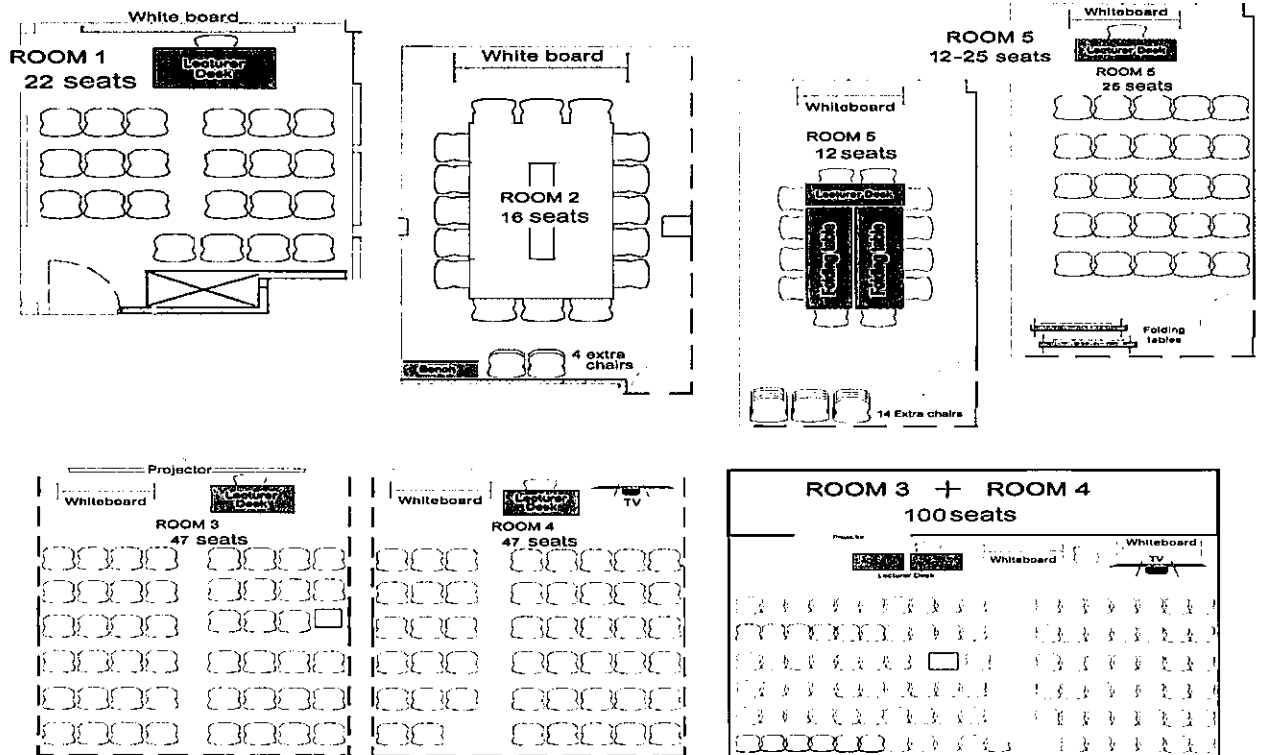 White board
ROOM 1
22 seats
Lecturer
Desk
White board
ROOM 2
16 seats
Bench
4 extra
chairs
Whiteboard
ROOM 5
12 seats
Lecturer Desk
Folding table
Folding table
14 Extra chairs
ROOM 5
12-25 seats
Whiteboard
Lecturer Desk
ROOM 5
25 seats
Folding
tables
Projector
Whiteboard
Lecturer
Desk
ROOM 3
47 seats
Whiteboard
Lecturer
Desk
TV
ROOM 4
47 seats
ROOM 3 + ROOM 4
100 seats
Projector
Lecturer Desk
Whiteboard
Whiteboard
TV